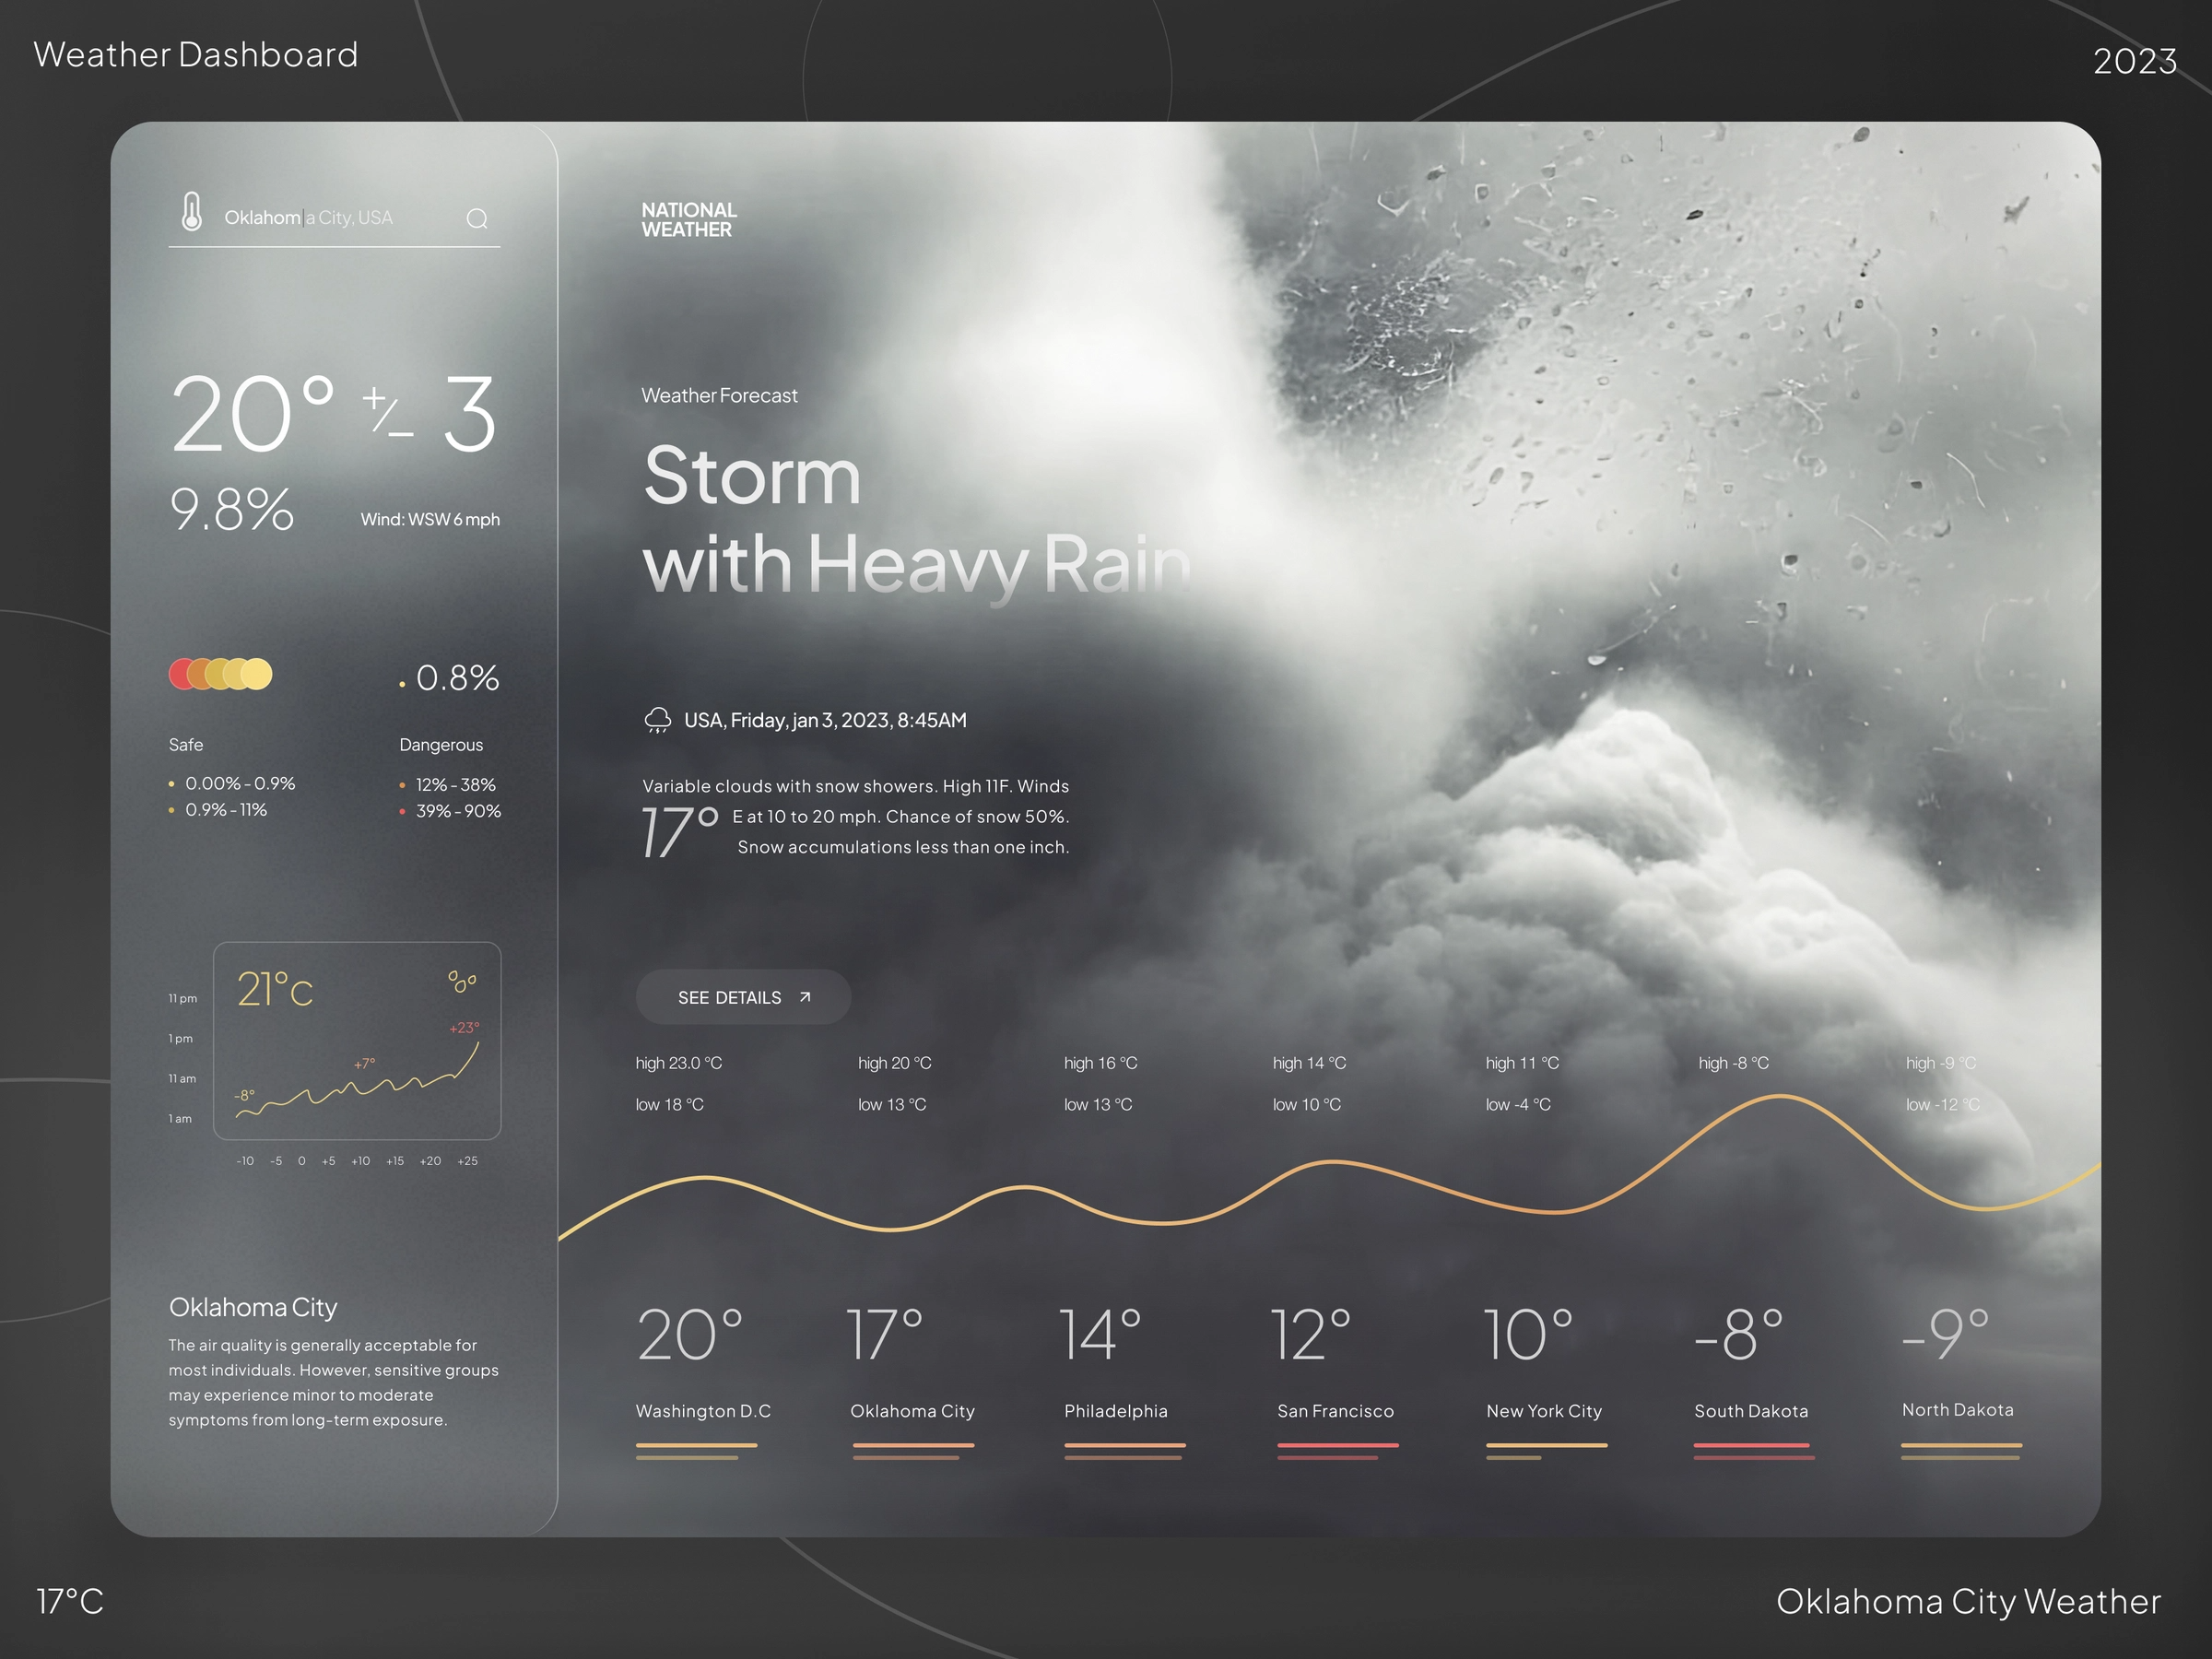 Weather Dashboard
2023
Oklahoma City, USA
20° +/- 3
9.8%
Wind: WSW 6 mph
0.8%
Safe
0.00% - 0.9%
0.9% - 11%
Dangerous
12% - 38%
39% - 90%
11 pm
1 pm
11 am
1 am
21°C
+23°
+7°
-8°
-10 -5 0 +5 +10 +15 +20 +25
Oklahoma City
The air quality is generally acceptable for
most individuals. However, sensitive groups
may experience minor to moderate
symptoms from long-term exposure.
NATIONAL
WEATHER
Weather Forecast
Storm
with Heavy Rain
USA, Friday, jan 3, 2023, 8:45AM
Variable clouds with snow showers. High 11F. Winds
17° E at 10 to 20 mph. Chance of snow 50%.
Snow accumulations less than one inch.
SEE DETAILS
high 23.0 °C high 20 °C high 16 °C high 14 °C high 11 °C high -8 °C high -9 °C
low 18 °C low 13 °C low 13 °C low 10 °C low -4 °C low -12 °C
20° 17° 14° 12° 10° -8° -9°
Washington D.C Oklahoma City Philadelphia San Francisco New York City South Dakota North Dakota
17°C
Oklahoma City Weather